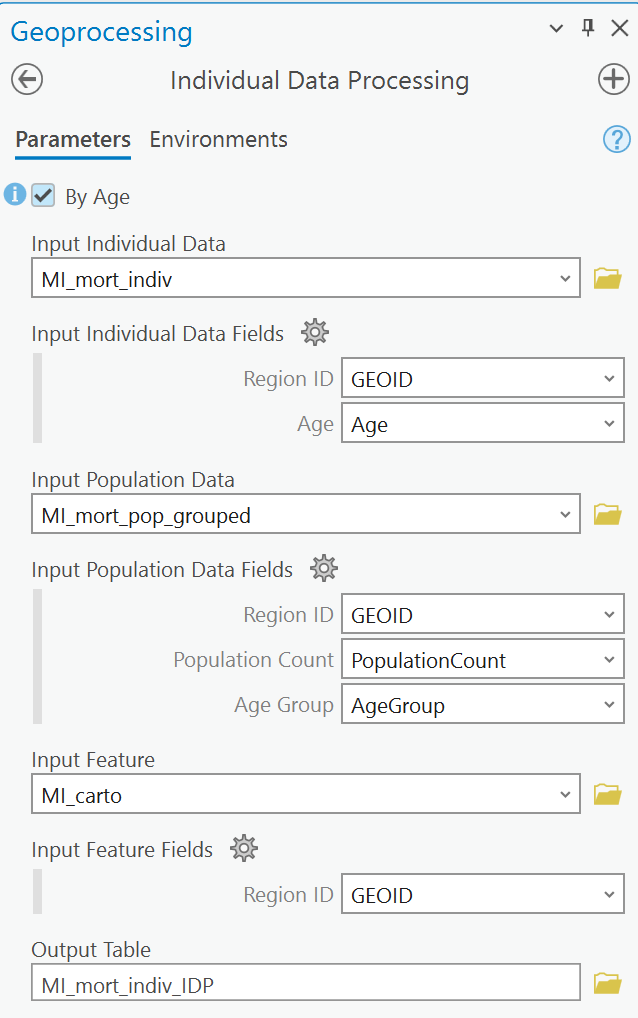 Geoprocessing
Individual Data Processing
Parameters Environments
By Age
Input Individual Data
MI_mort_indiv
Input Individual Data Fields
Region ID GEOID
Age Age
Input Population Data
MI_mort_pop_grouped
Input Population Data Fields
Region ID GEOID
Population Count PopulationCount
Age Group AgeGroup
Input Feature
MI_carto
Input Feature Fields
Region ID GEOID
Output Table
MI_mort_indiv_IDP